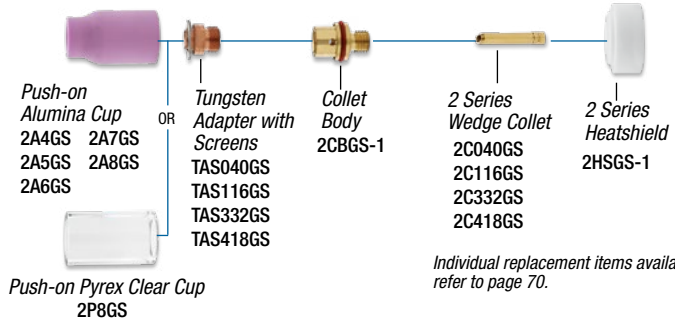 Push-on
Alumina Cup
2A4GS 2A7GS
2A5GS 2A8GS
2A6GS
OR
Tungsten
Adapter with
Screens
TAS040GS
TAS116GS
TAS332GS
TAS418GS
Collet
Body
2CBGS-1
2 Series
Wedge Collet
2C040GS
2C116GS
2C332GS
2C418GS
2 Series
Heatshield
2HSGS-1
Push-on Pyrex Clear Cup
2P8GS
Individual replacement items
refer to page 70.